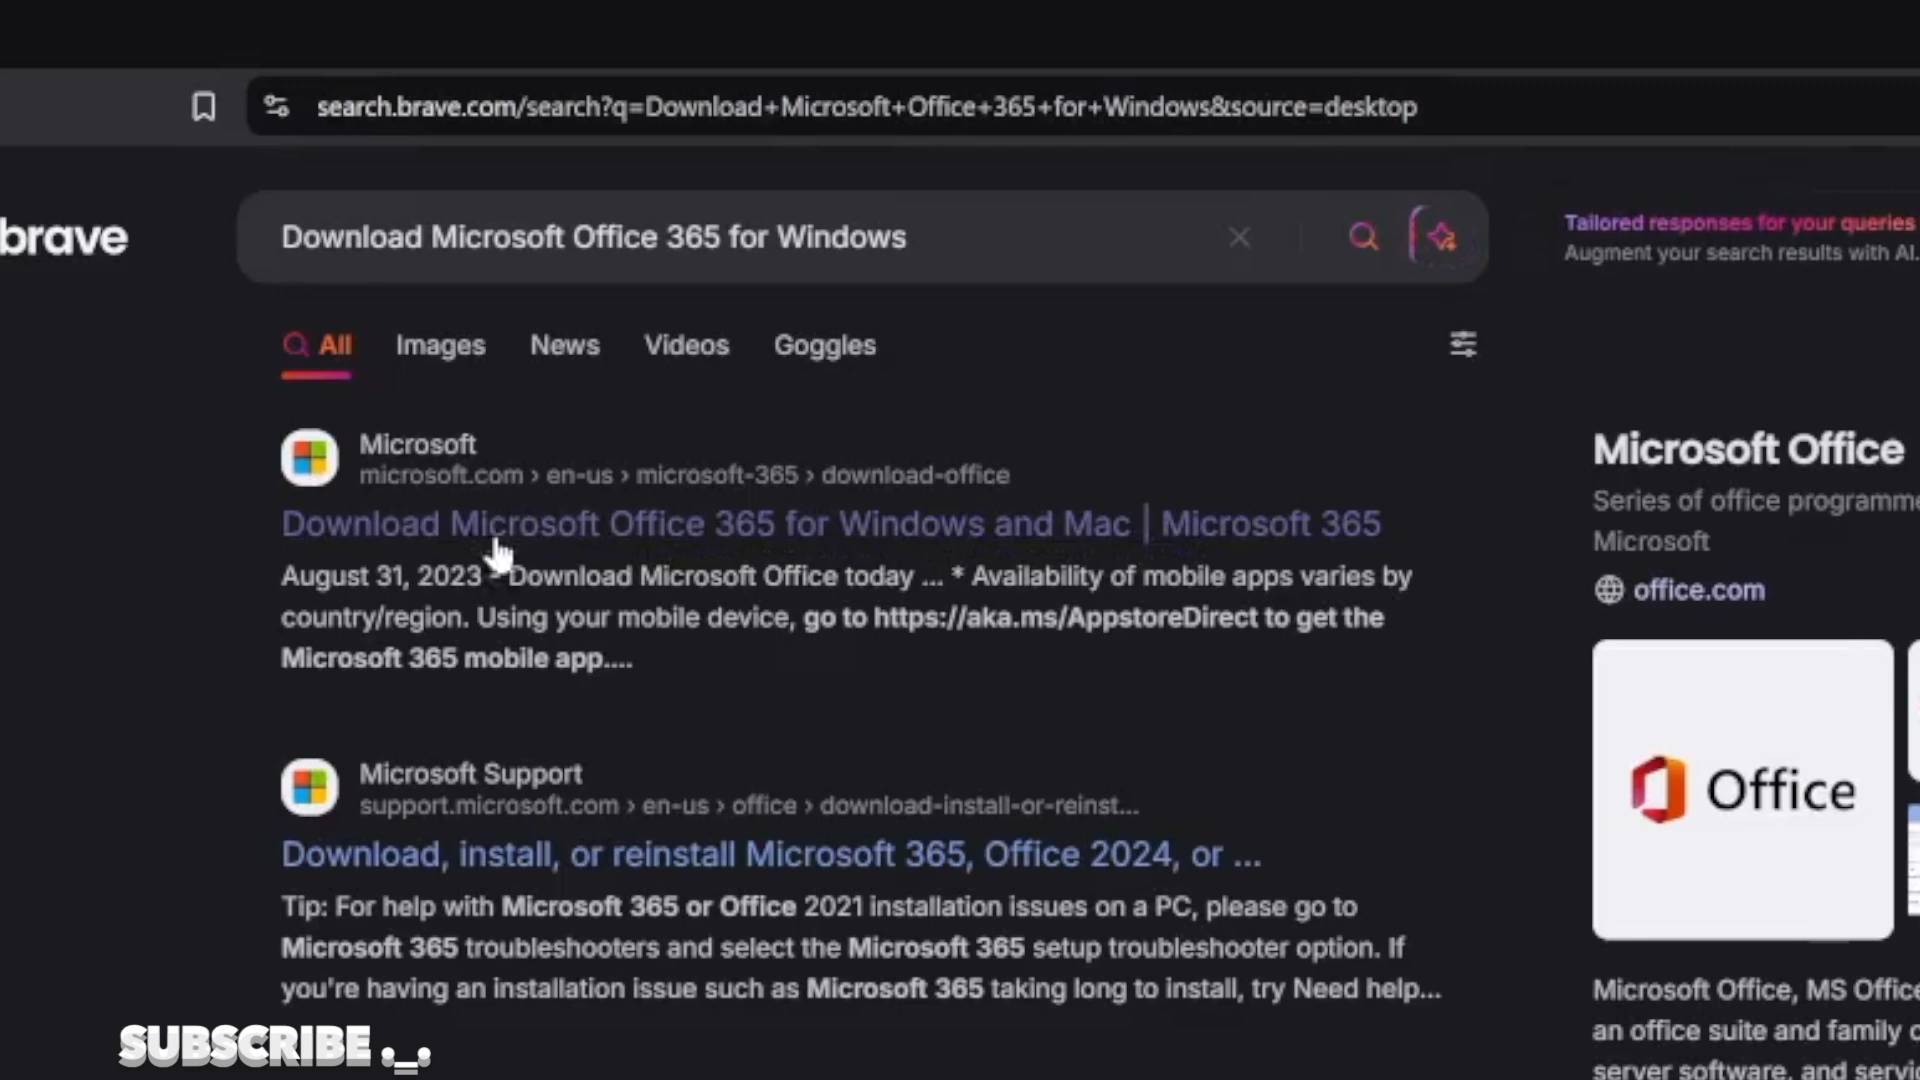 search.brave.com/search?q=Download+Microsoft+Office+365+for+Windows&source=desktop
brave
Download Microsoft Office 365 for Windows
Tailored responses for your queries
Augment your search results with AI.
All
Images
News
Videos
Goggles
Microsoft
microsoft.com › en-us › microsoft-365 › download-office
Download Microsoft Office 365 for Windows and Mac | Microsoft 365
August 31, 2023 - Download Microsoft Office today ... * Availability of mobile apps varies by
country/region. Using your mobile device, go to https://aka.ms/AppstoreDirect to get the
Microsoft 365 mobile app....
Microsoft Support
support.microsoft.com › en-us › office › download-install-or-reinst...
Download, install, or reinstall Microsoft 365, Office 2024, or ...
Tip: For help with Microsoft 365 or Office 2021 installation issues on a PC, please go to
Microsoft 365 troubleshooters and select the Microsoft 365 setup troubleshooter option. If
you're having an installation issue such as Microsoft 365 taking long to install, try Need help...
Microsoft Office
Series of office programme
Microsoft
office.com
Office
Microsoft Office, MS Office
an office suite and family
server software, and
SUBSCRIBE ._.